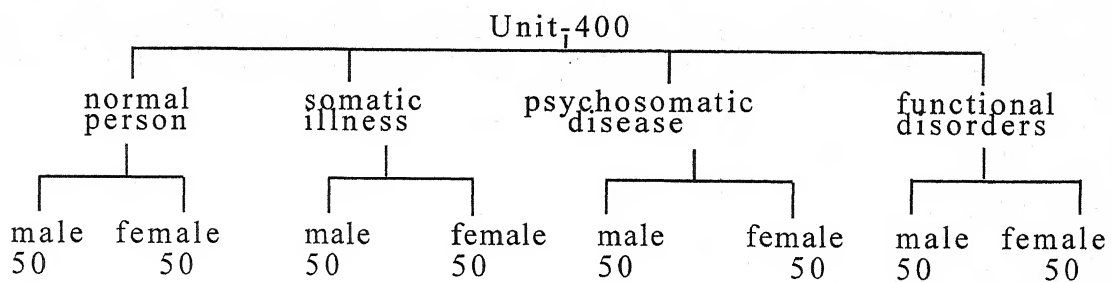 Unit-400
normal
person
somatic
illness
psychosomatic
disease
functional
disorders
male female male female male female male female
50 50 50 50 50 50 50 50